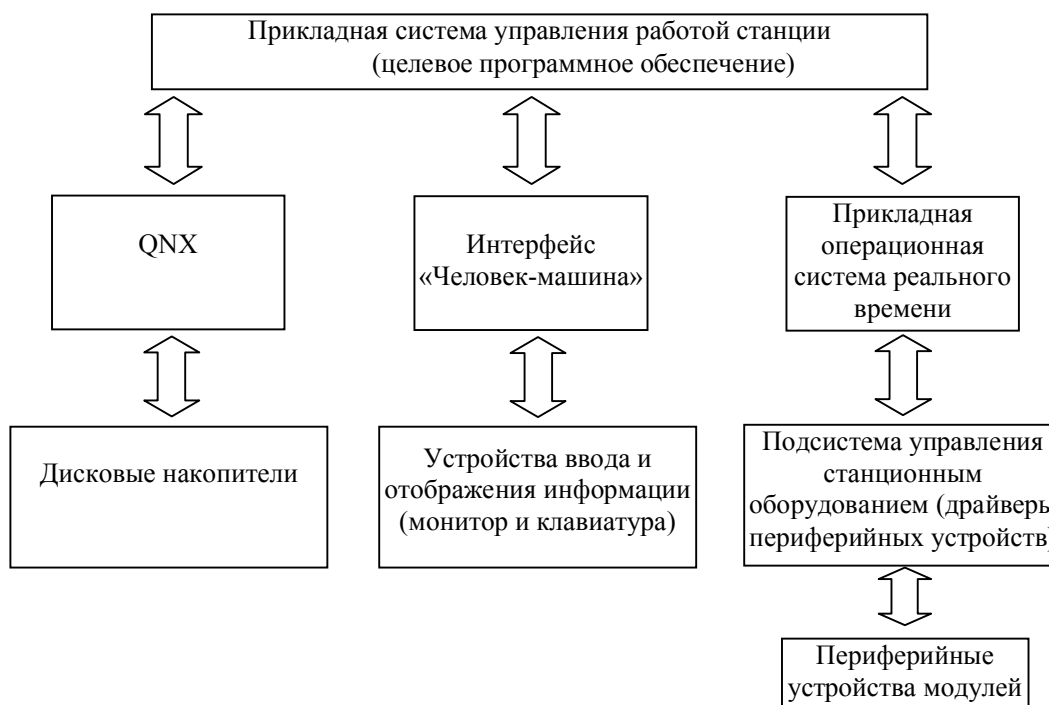 Прикладная система управления работой станции
(целевое программное обеспечение)
QNX
Интерфейс
«Человек-машина»
Прикладная
операционная
система реального
времени
Дисковые накопители
Устройства ввода и
отображения информации
(монитор и клавиатура)
Подсистема управления
станционным
оборудованием (драйверы
периферийных устройств)
Периферийные
устройства модулей